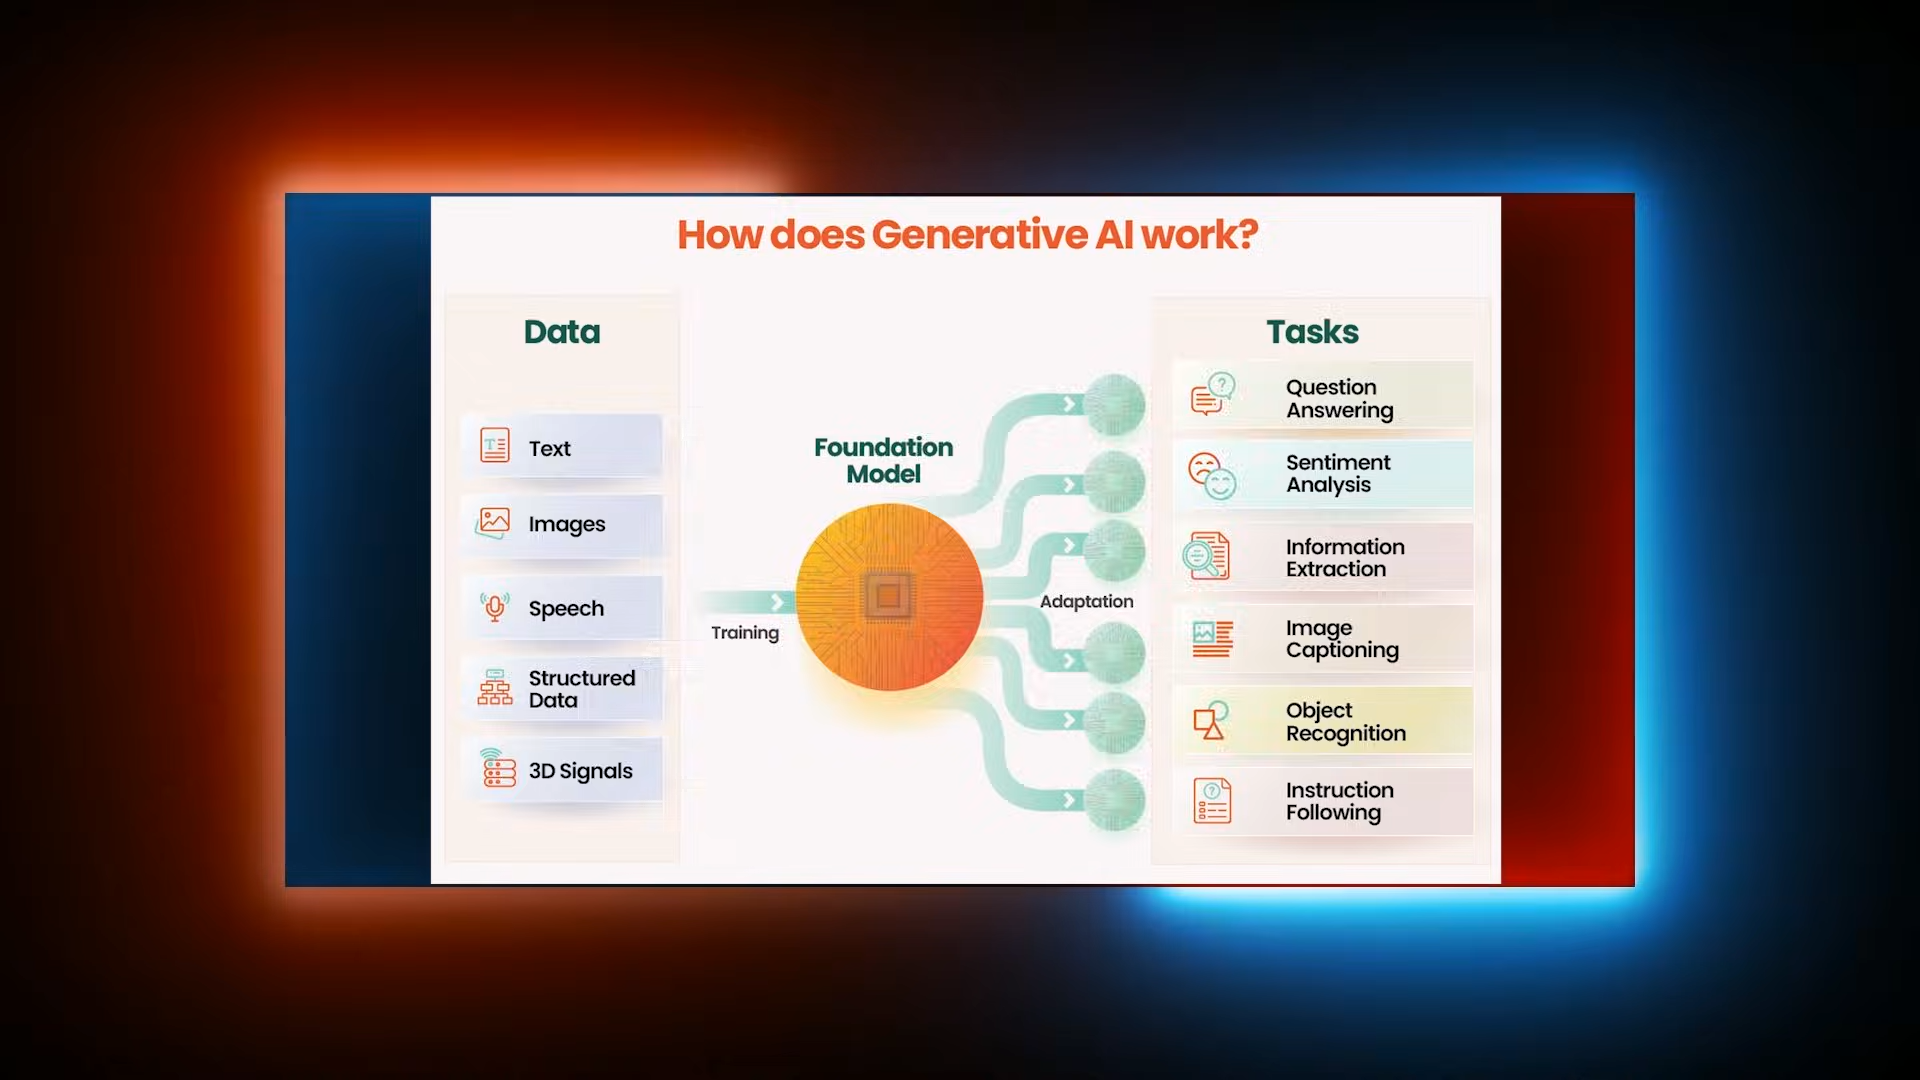 How does Generative AI work?
Data
Text
Images
Speech
Structured
Data
3D Signals
Training
Foundation
Model
Adaptation
Tasks
Question
Answering
Sentiment
Analysis
Information
Extraction
Image
Captioning
Object
Recognition
Instruction
Following